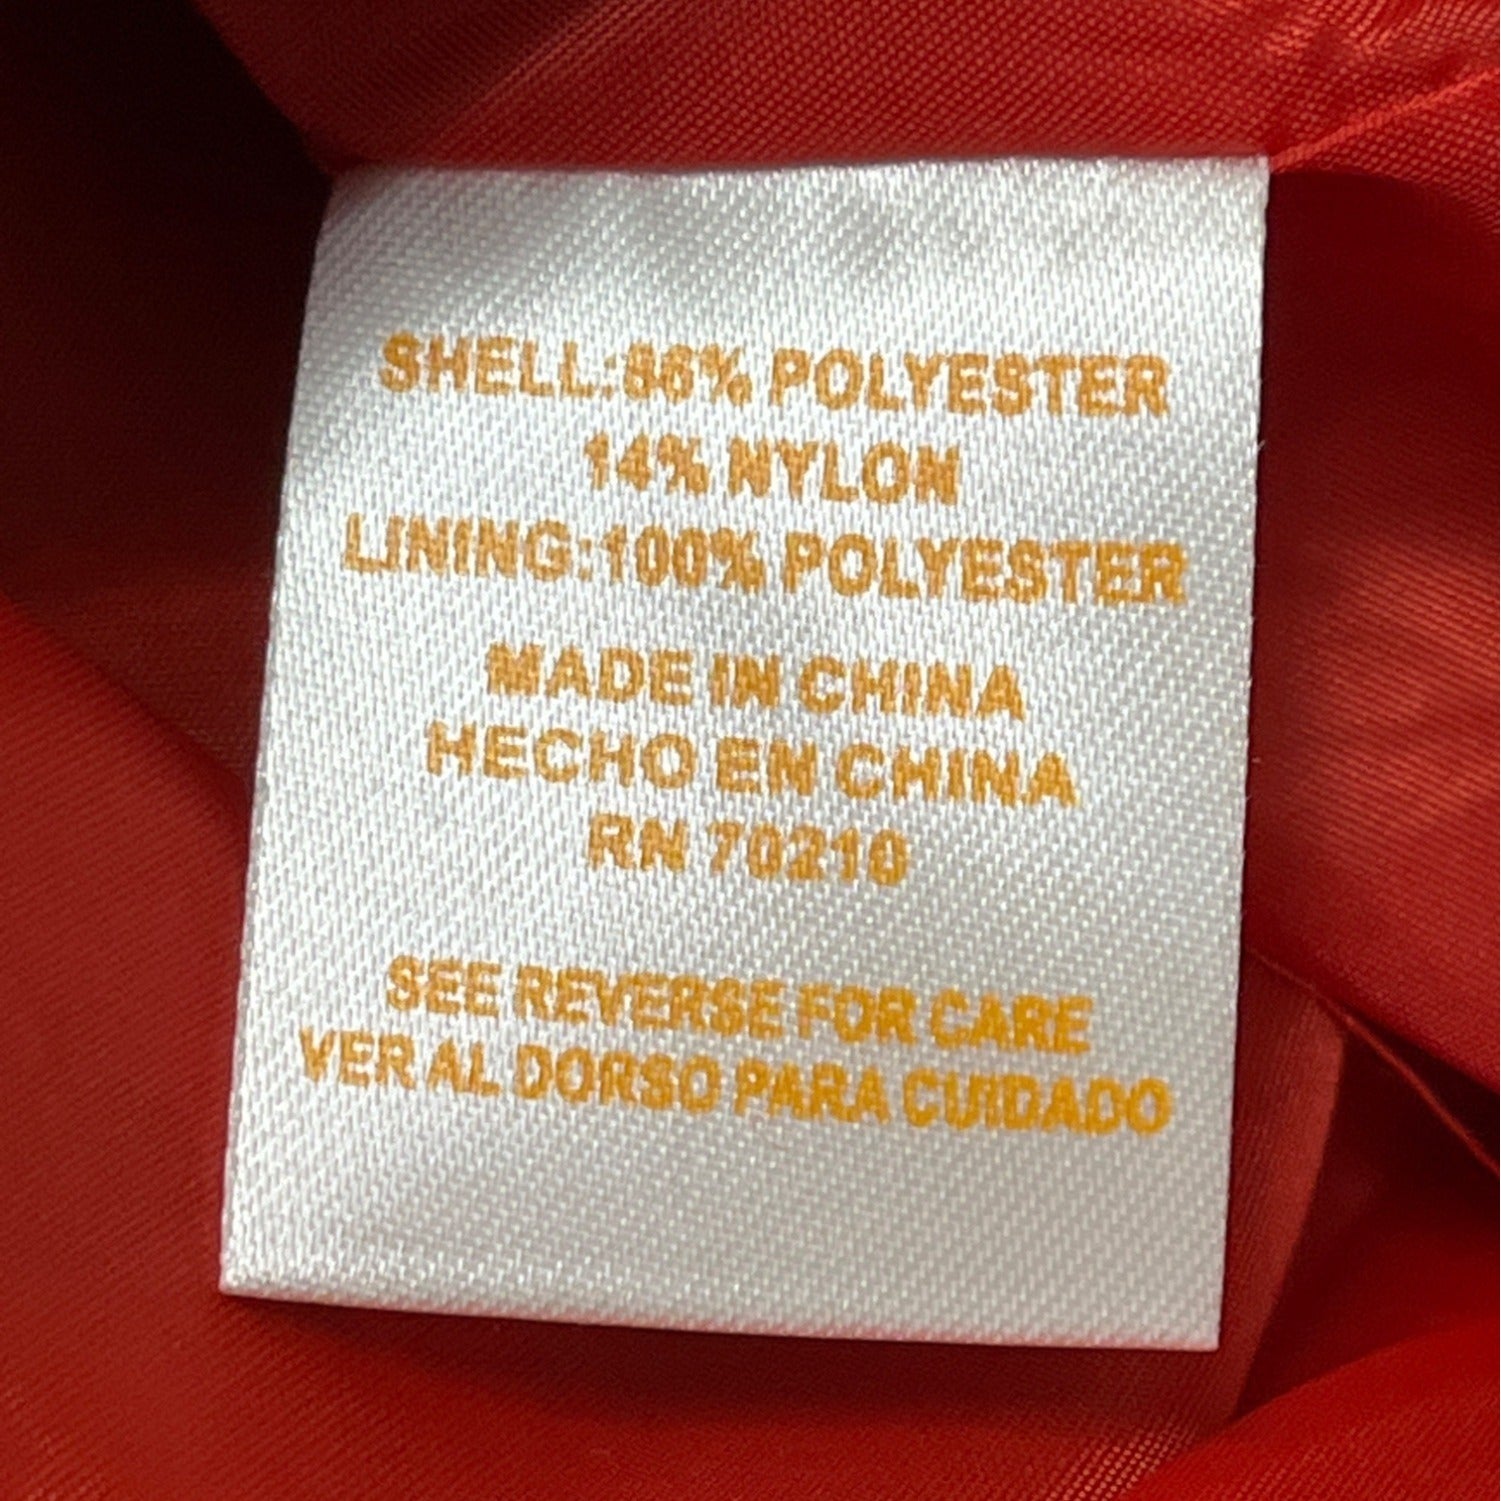 SHELL:86% POLYESTER
14% NYLON
LINING:100% POLYESTER
MADE IN CHINA
HECHO EN CHINA
RN 70210
SEE REVERSE FOR CARE
VER AL DORSO PARA CUIDADO